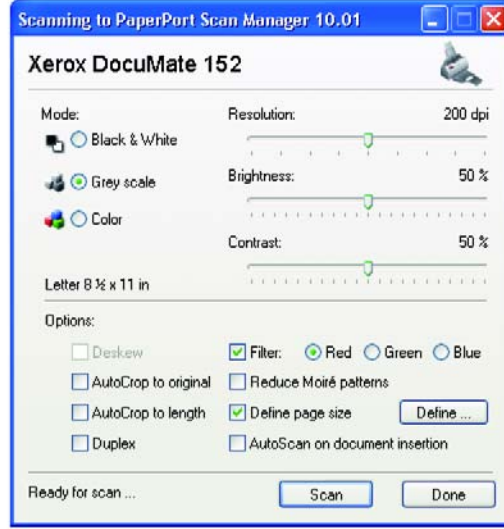 Scanning to PaperPort Scan Manager 10.01
Xerox DocuMate 152
Mode:
Black & White
Grey scale
Color
Letter 8 ½ x 11 in
Resolution: 200 dpi
Brightness: 50 %
Contrast: 50 %
Options:
Deskew
AutoCrop to original
AutoCrop to length
Duplex
Filter: Red Green Blue
Reduce Moiré patterns
Define page size Define ...
AutoScan on document insertion
Ready for scan ... Scan Done